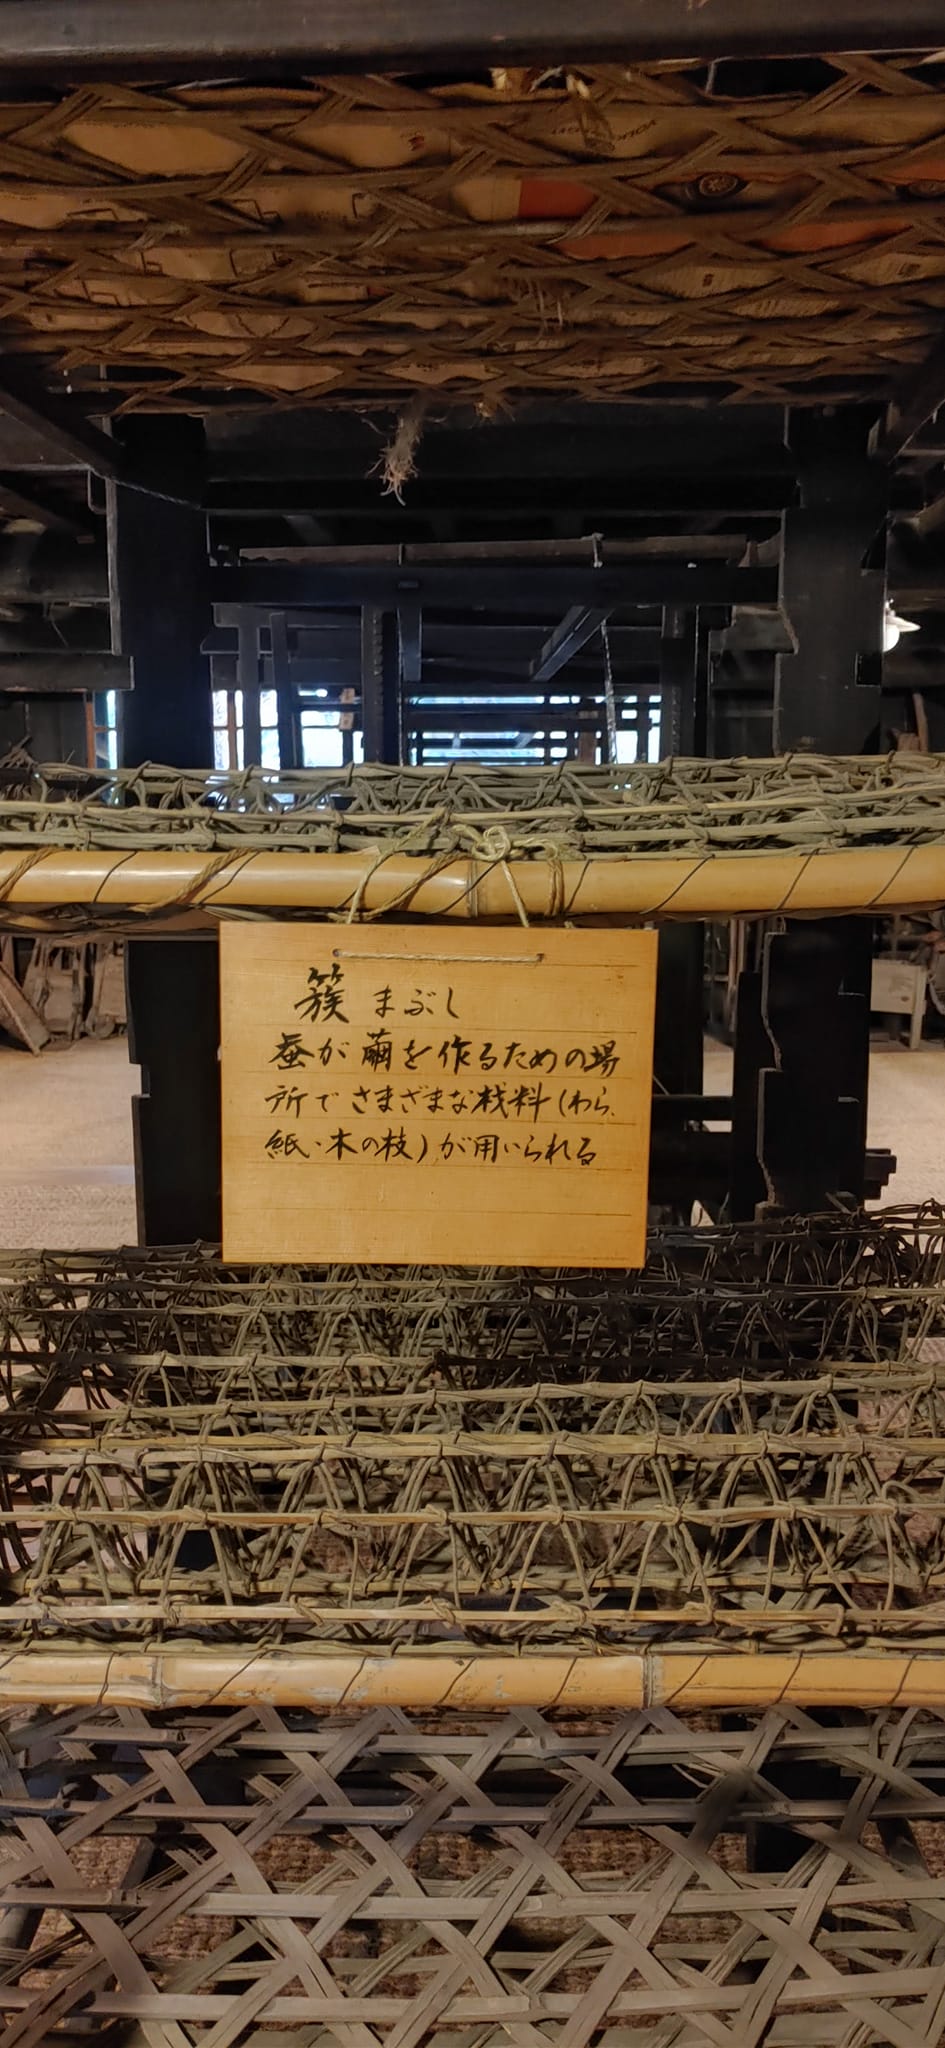 簇 まぶし
蚕が繭を作るための場
所でさまざまな材料(わら、
紙、木の枝)が用いられる